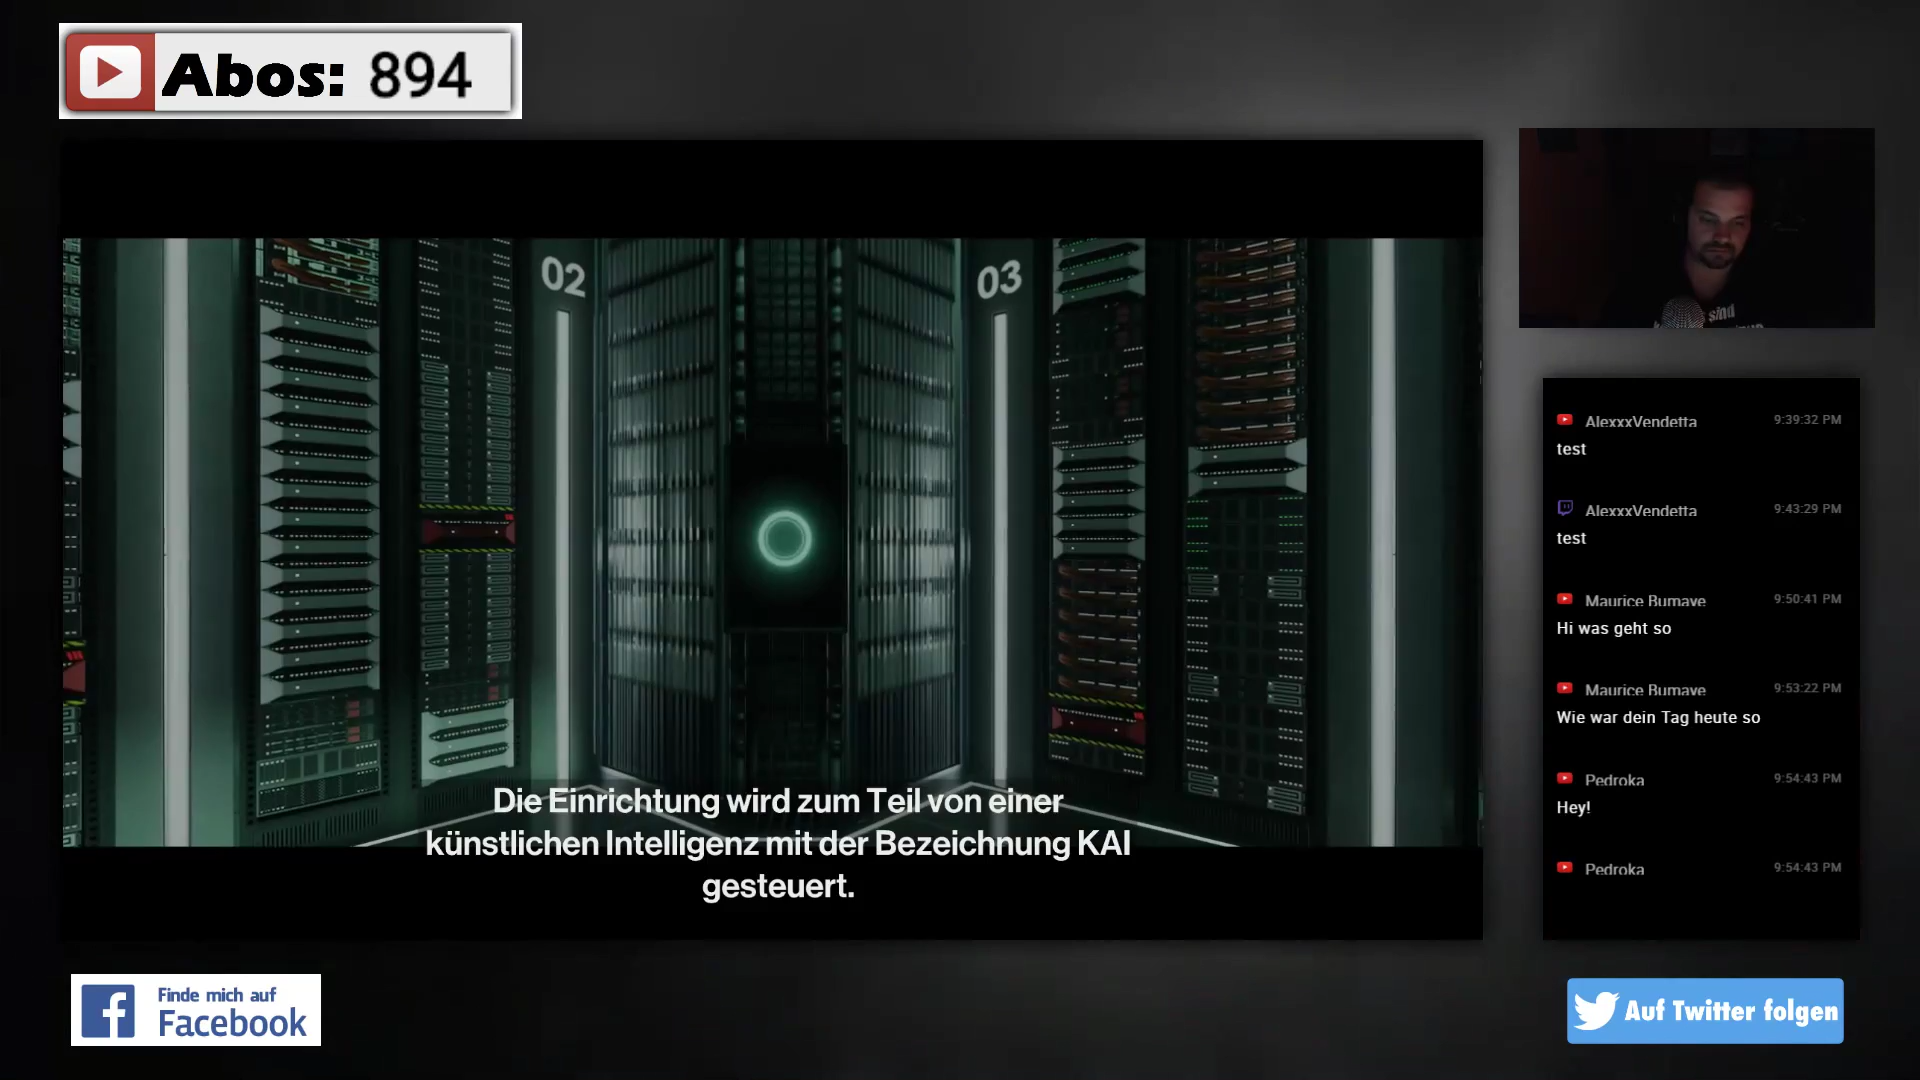 Abos: 894
02
03
Die Einrichtung wird zum Teil von einer
künstlichen Intelligenz mit der Bezeichnung KAI
gesteuert.
sind
AlexxxVendetta 9:39:32 PM
test
AlexxxVendetta 9:43:29 PM
test
Maurice Bumaye 9:50:41 PM
Hi was geht so
Maurice Bumaye 9:53:22 PM
Wie war dein Tag heute so
Pedroka 9:54:43 PM
Hey!
Pedroka 9:54:43 PM
Finde mich auf
Facebook
Auf Twitter folgen